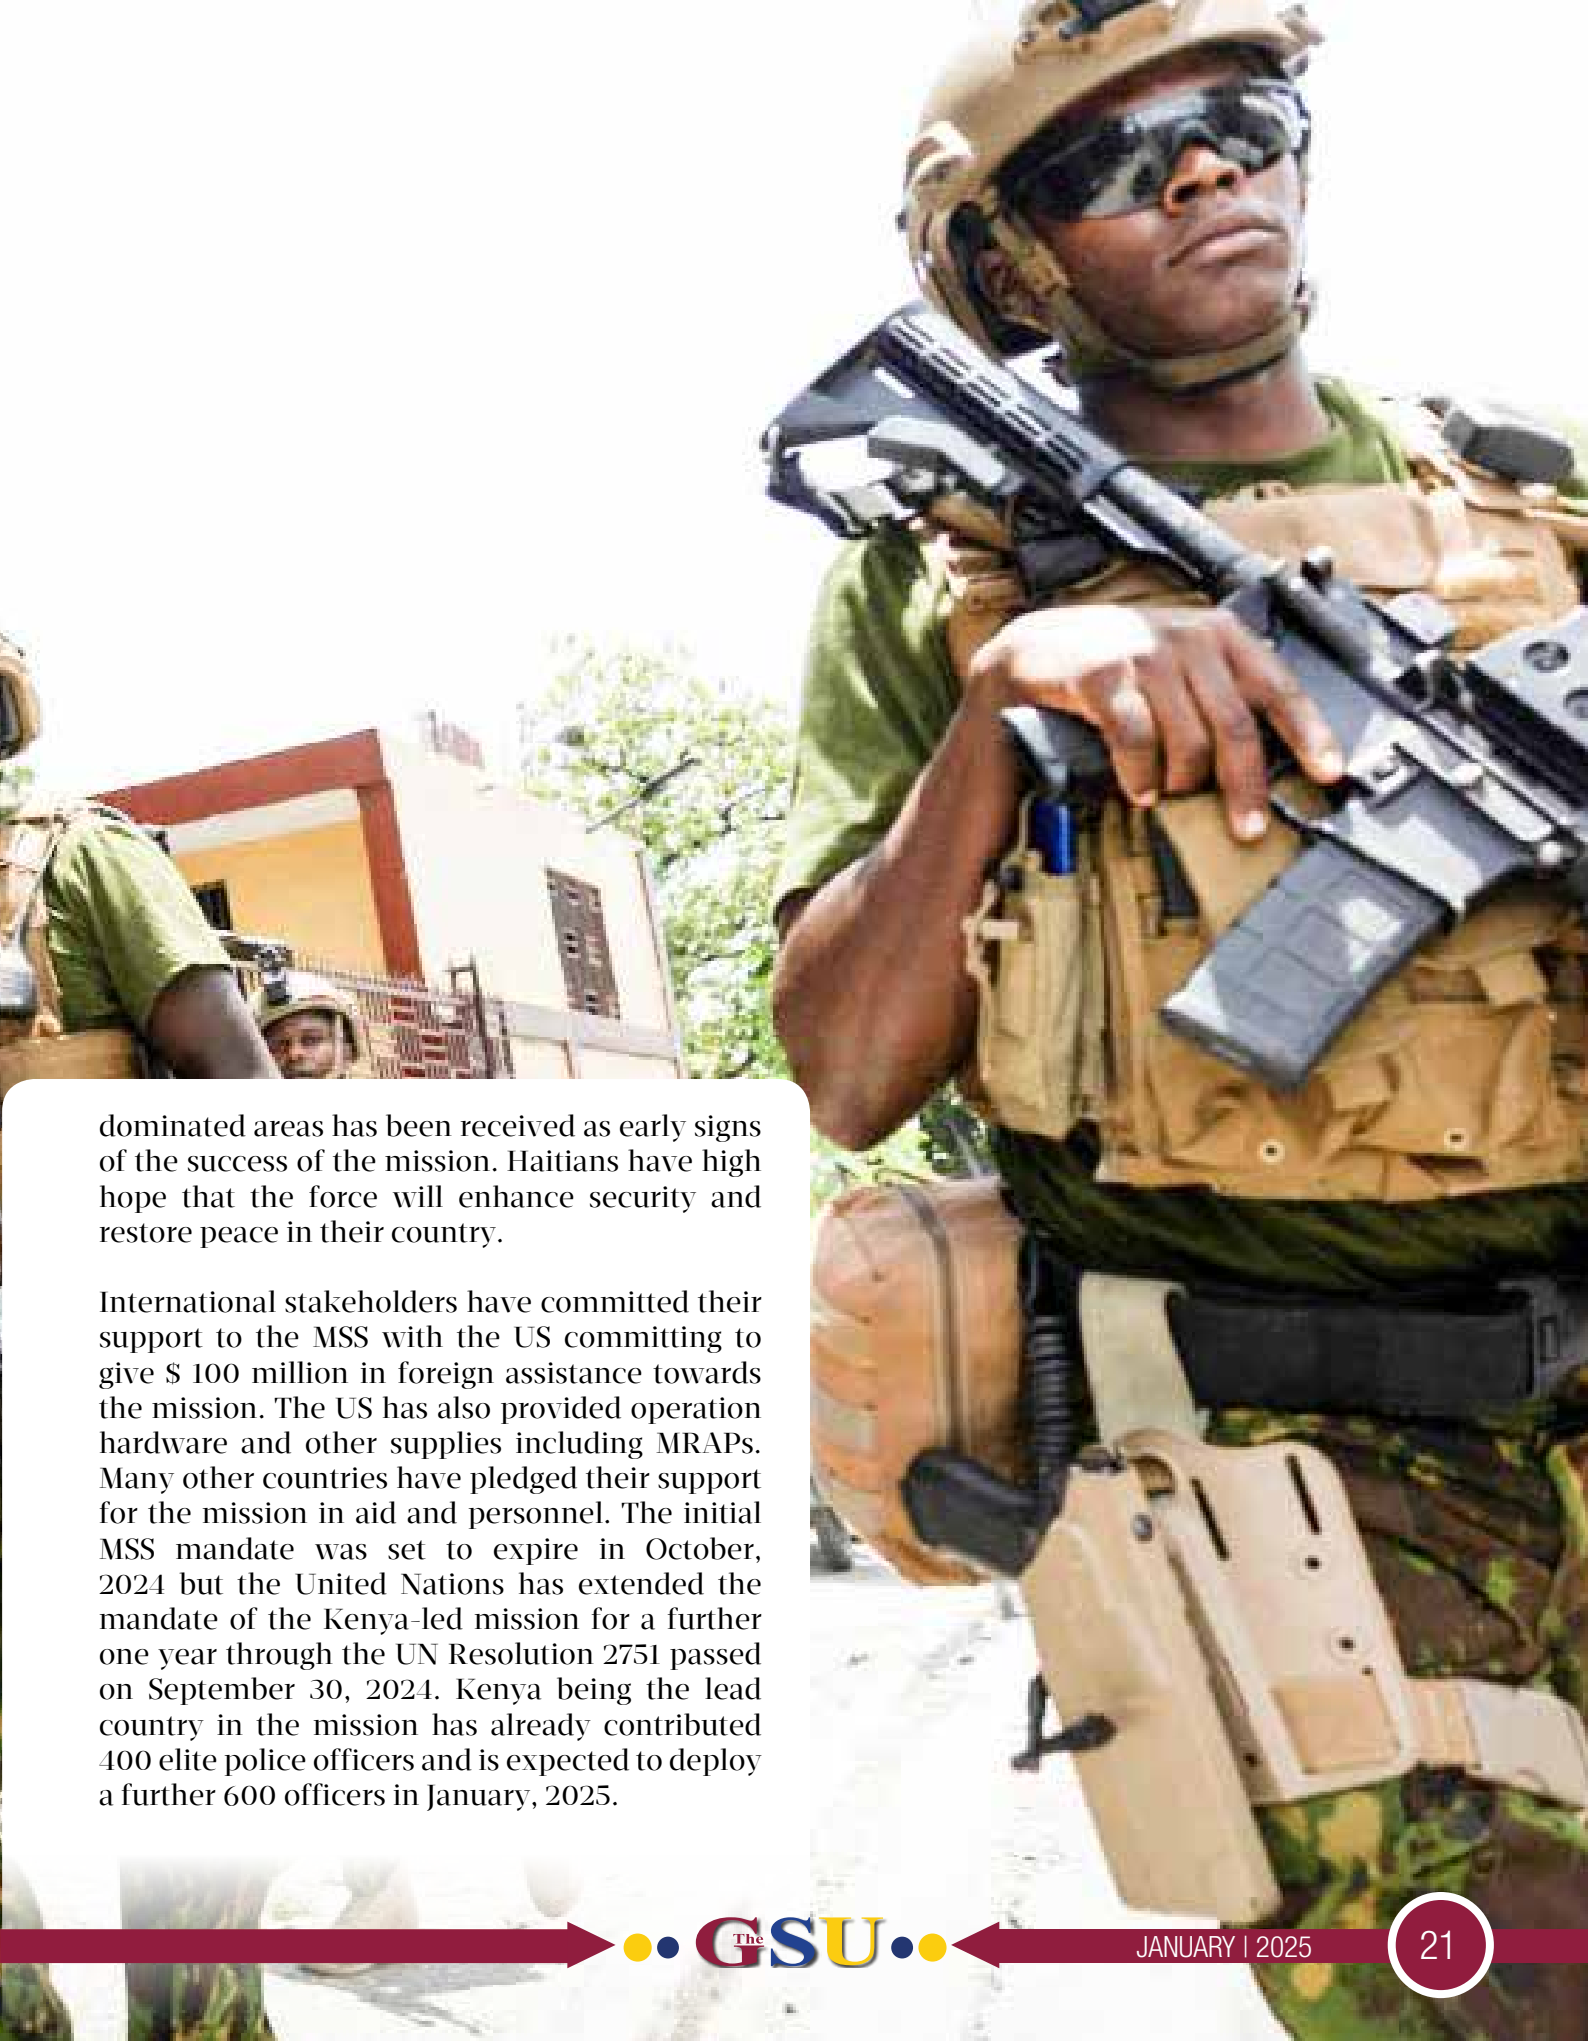 dominated areas has been received as early signs
of the success of the mission. Haitians have high
hope that the force will enhance security and
restore peace in their country.
International stakeholders have committed their
support to the MSS with the US committing to
give $ 100 million in foreign assistance towards
the mission. The US has also provided operation
hardware and other supplies including MRAPs.
Many other countries have pledged their support
for the mission in aid and personnel. The initial
MSS mandate was set to expire in October,
2024 but the United Nations has extended the
mandate of the Kenya-led mission for a further
one year through the UN Resolution 2751 passed
on September 30, 2024. Kenya being the lead
country in the mission has already contributed
400 elite police officers and is expected to deploy
a further 600 officers in January, 2025.
The GSU
JANUARY | 2025
21